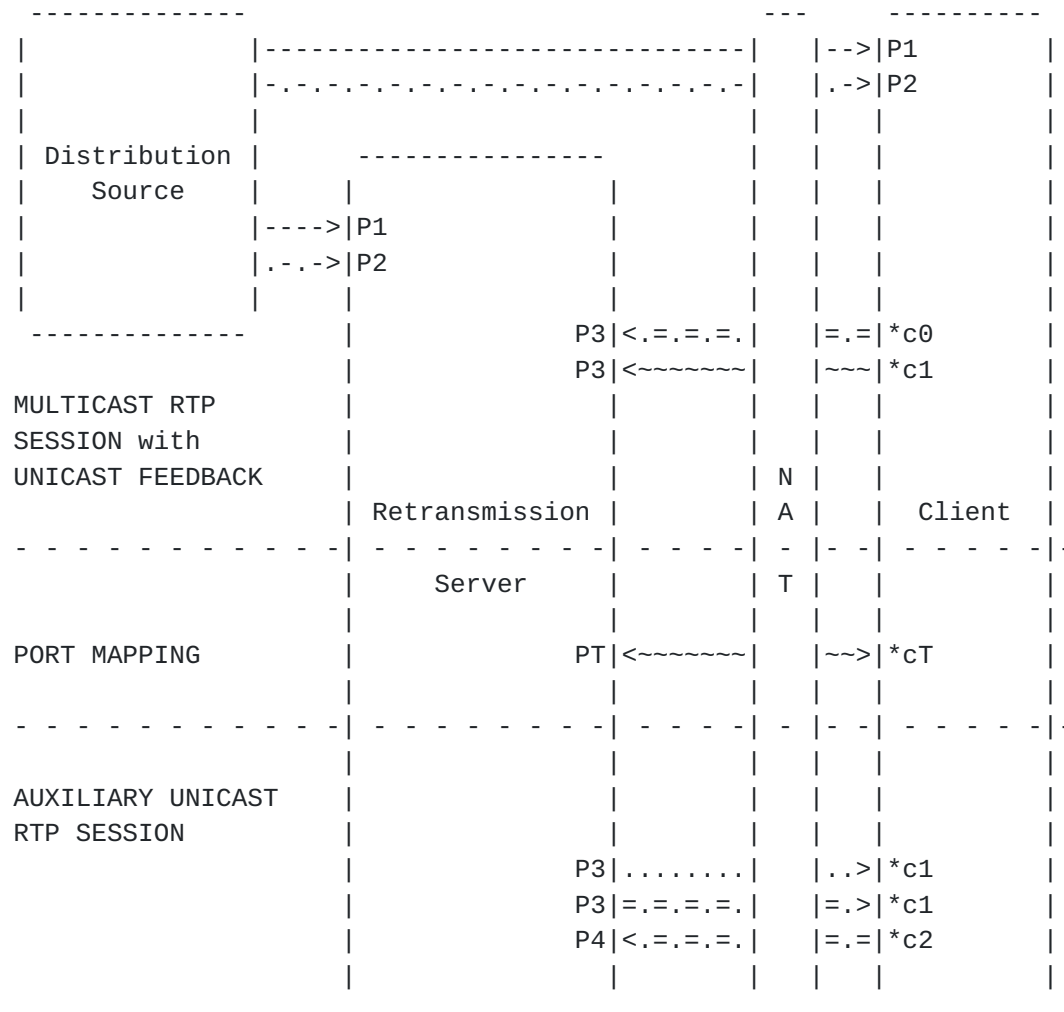 --------------                                 ---     ----------
|              |-------------------------------|   |-->|P1        |
|              |-.-.-.-.-.-.-.-.-.-.-.-.-.-.-.-|   |.->|P2        |
|              |                               |   |   |          |
| Distribution |      ----------------         |   |   |          |
|    Source    |     |                |        |   |   |          |
|              |---->|P1              |        |   |   |          |
|              |.-.->|P2              |        |   |   |          |
|              |     |                |        |   |   |          |
 --------------      |              P3|<.=.=.=.|   |=.=|*c0       |
                     |              P3|<~~~~~~~|   |~~~|*c1       |
MULTICAST RTP        |                |        |   |   |          |
SESSION with         |                |        |   |   |          |
UNICAST FEEDBACK     |                |        | N |   |          |
                     | Retransmission |        | A |   |  Client  |
- - - - - - - - - - -| - - - - - - - -| - - - -| - |- -| - - - - -|
                     |     Server     |        | T |   |          |
                     |                |        |   |   |          |
PORT MAPPING         |              PT|<~~~~~~~|   |~~>|*cT       |
                     |                |        |   |   |          |
- - - - - - - - - - -| - - - - - - - -| - - - -| - |- -| - - - - -|-
                     |                |        |   |   |          |
AUXILIARY UNICAST    |                |        |   |   |          |
RTP SESSION          |                |        |   |   |          |
                     |              P3|........|   |..>|*c1       |
                     |              P3|=.=.=.=.|   |=.>|*c1       |
                     |              P4|<.=.=.=.|   |=.=|*c2       |
                     |                |        |   |   |          |